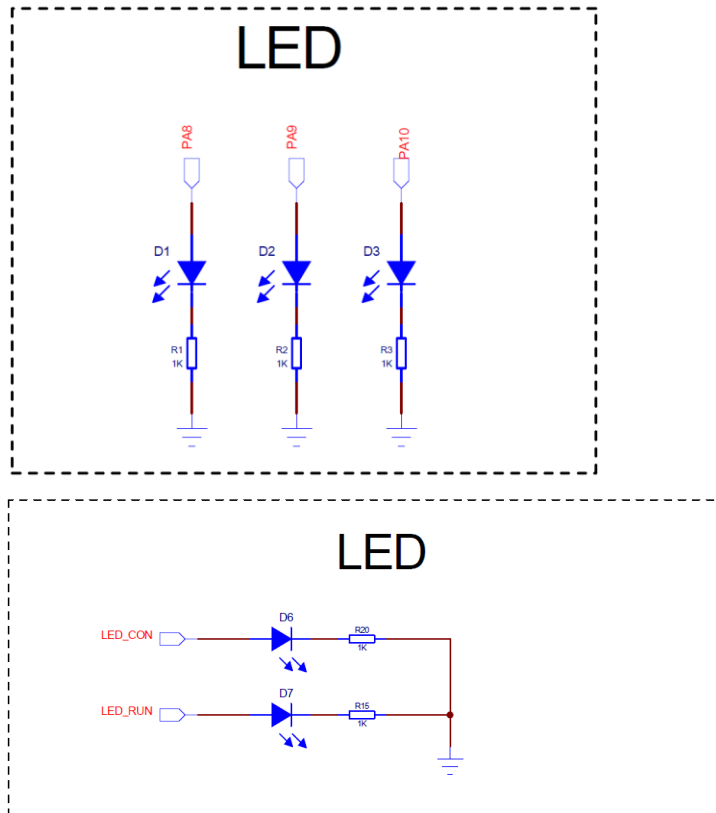 LED
PA8
PA9
PA10
D1
D2
D3
R1
1K
R2
1K
R3
1K
LED
D6
LED_CON
R20
1K
D7
LED_RUN
R15
1K